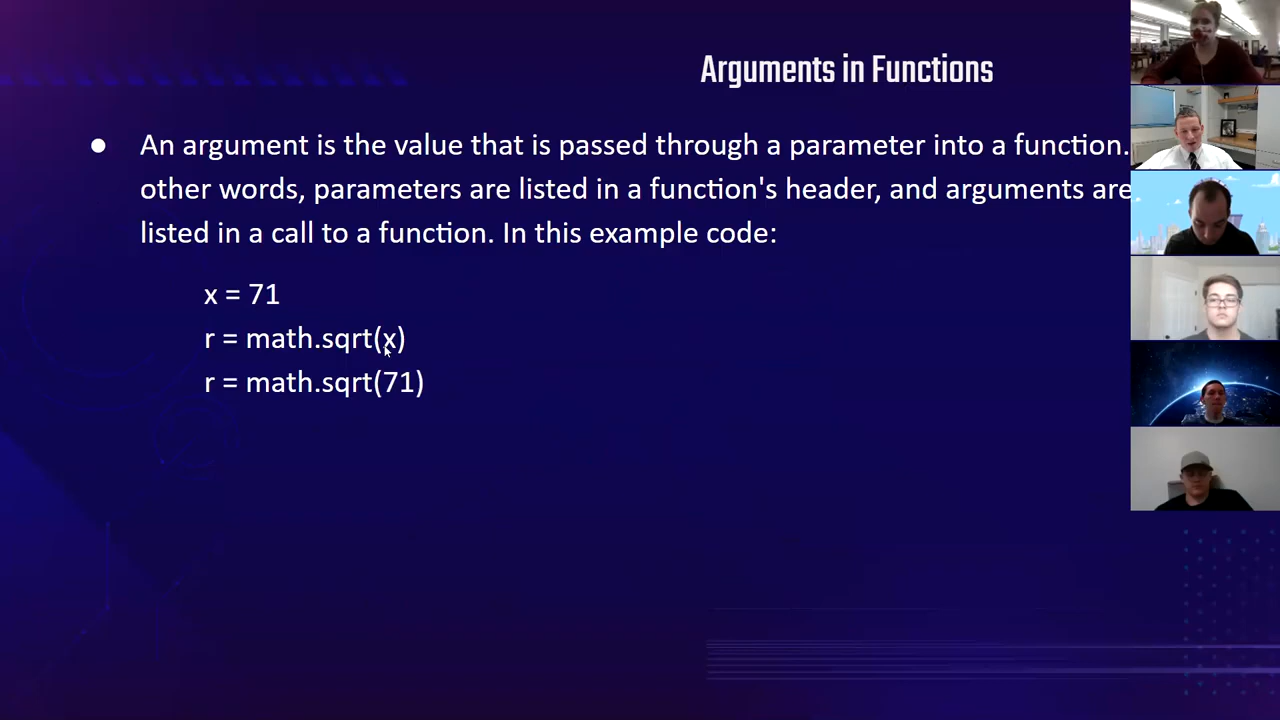 Arguments in Functions
● An argument is the value that is passed through a parameter into a function.
other words, parameters are listed in a function's header, and arguments are
listed in a call to a function. In this example code:
x = 71
r = math.sqrt(x)
r = math.sqrt(71)